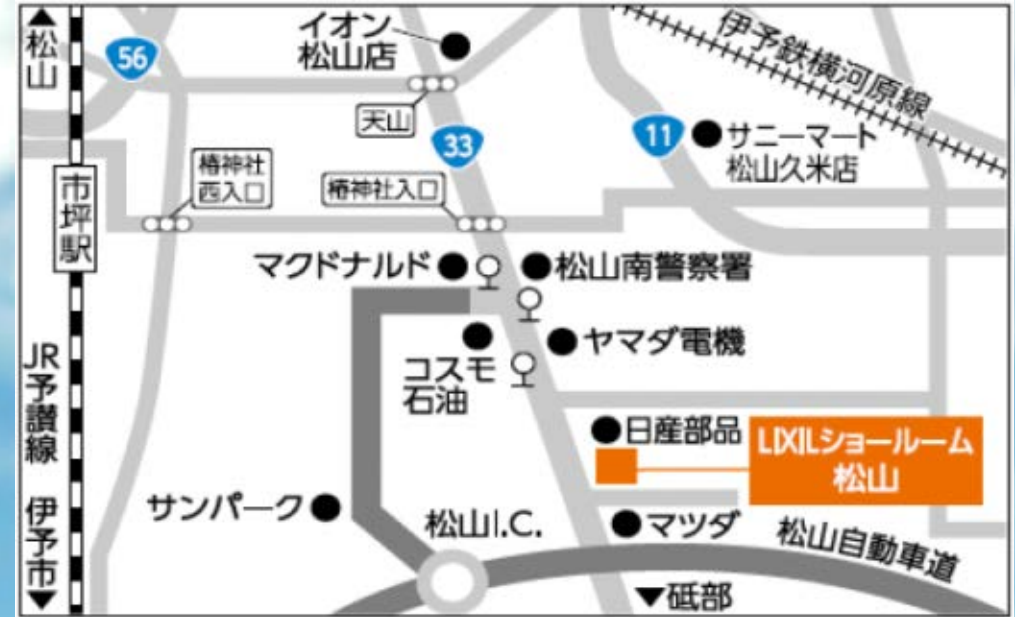 ▲松山
56
イオン
松山店
伊予鉄横河原線
天山
33
11
サニーマート
松山久米店
椿神社
西入口
椿神社入口
市坪駅
マクドナルド
松山南警察署
コスモ
石油
ヤマダ電機
JR予讃線 伊予市▼
日産部品
LIXILショールーム
松山
サンパーク
松山I.C.
マツダ
松山自動車道
▼砥部